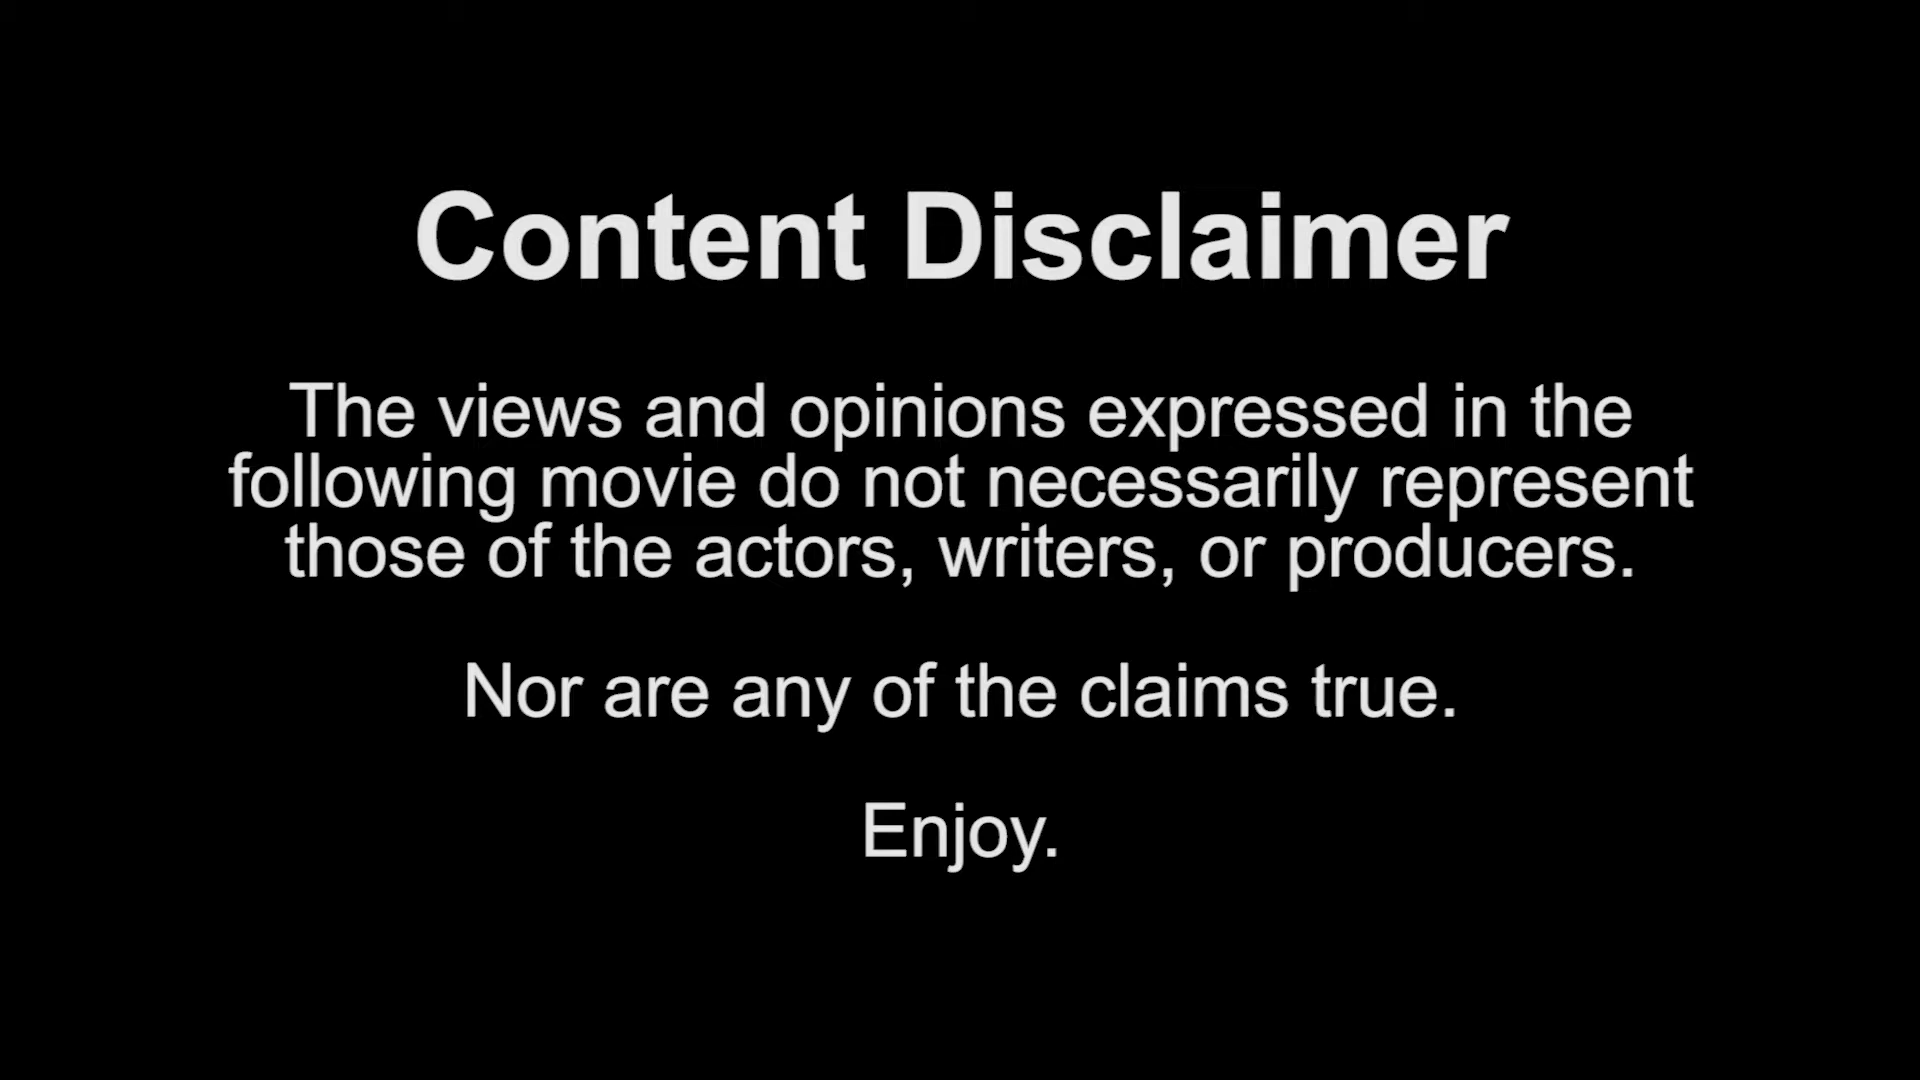 Content Disclaimer
The views and opinions expressed in the
following movie do not necessarily represent
those of the actors, writers, or producers.
Nor are any of the claims true.
Enjoy.